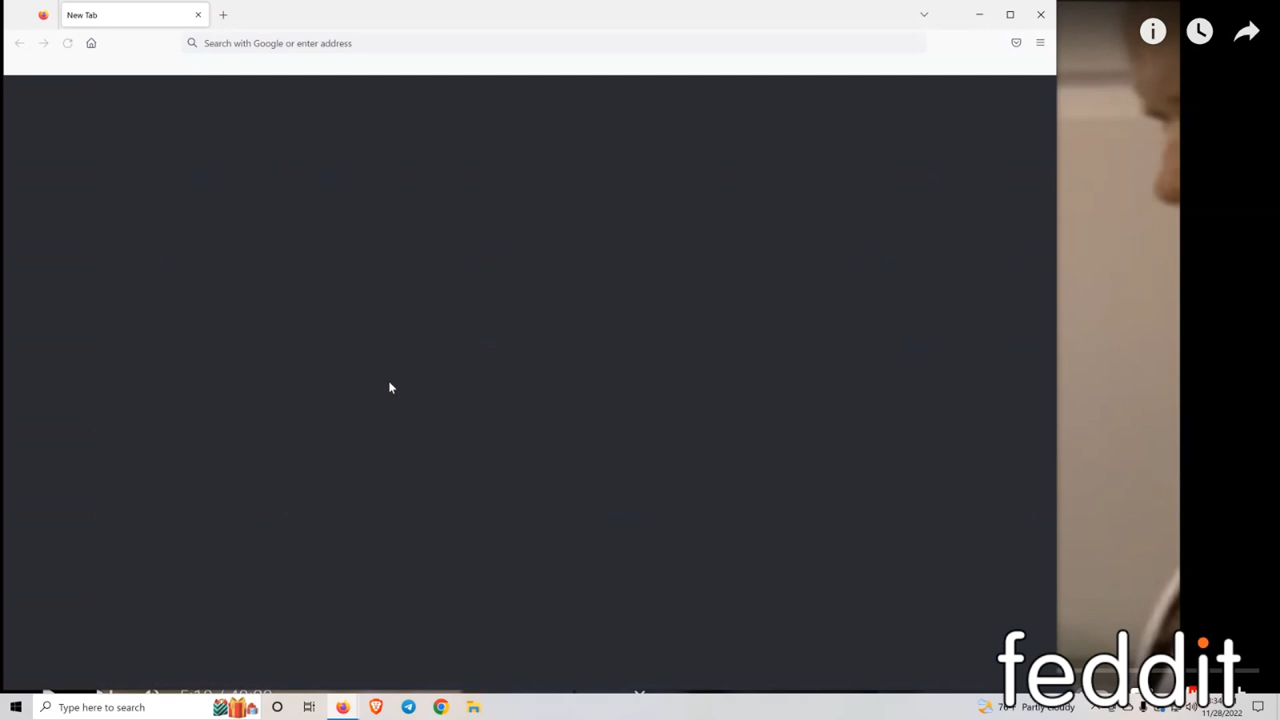 New Tab
Search with Google or enter address
feddit
Type here to search
Partly cloudy
11/28/2022